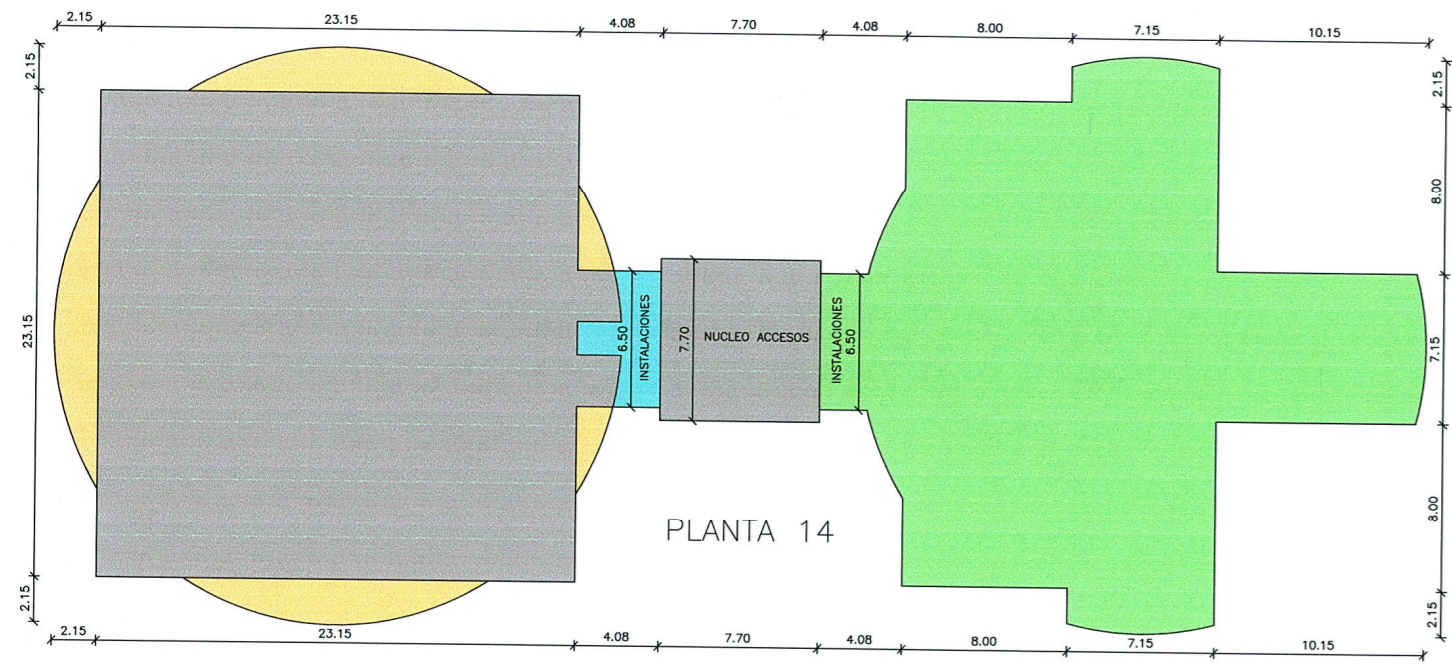 2.15 23.15 4.08 7.70 4.08 8.00 7.15 10.15
2.15
23.15
2.15
6.50
INSTALACIONES
7.70
NUCLEO ACCESOS
INSTALACIONES
6.50
2.15
8.00
7.15
8.00
2.15
PLANTA 14
2.15 23.15 4.08 7.70 4.08 8.00 7.15 10.15